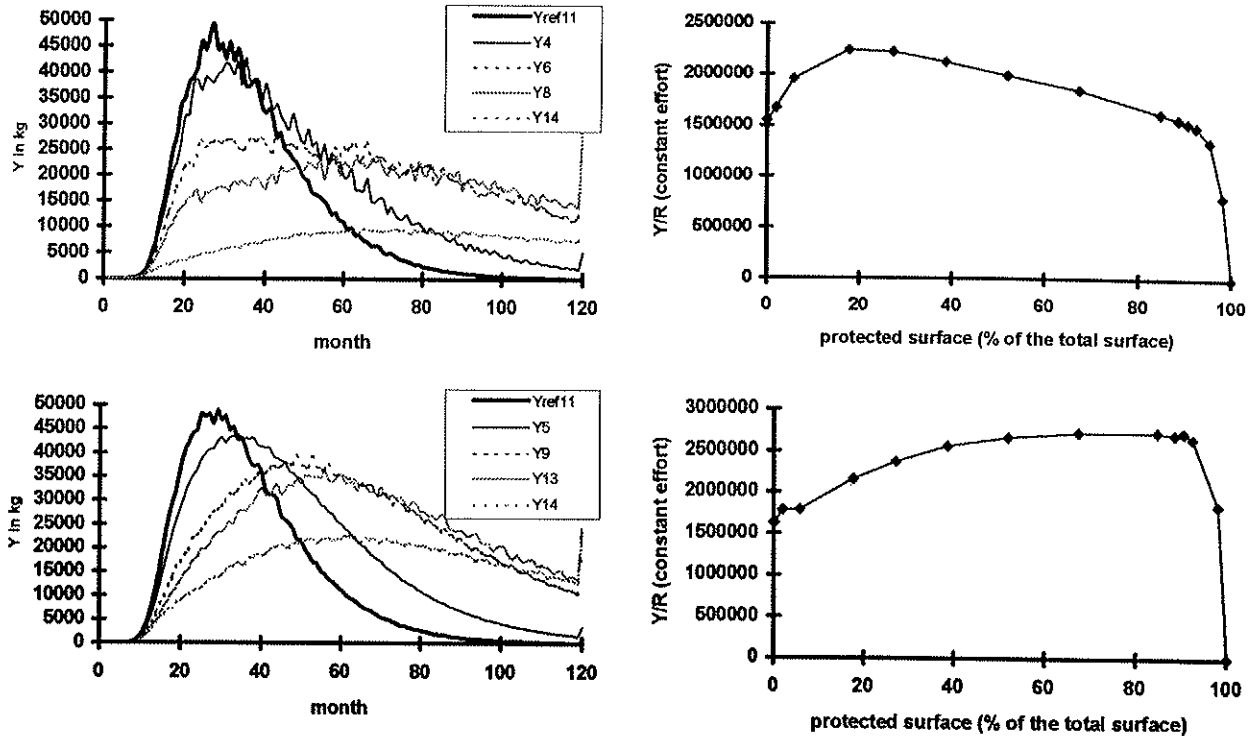 50000
45000
40000
35000
30000
25000
20000
15000
10000
5000
0
Y in kg
0 20 40 60 80 100 120
month
Yref11
Y4
Y6
Y8
Y14
2500000
2000000
1500000
1000000
500000
0
Y/R (constant effort)
0 20 40 60 80 100
protected surface (% of the total surface)
50000
45000
40000
35000
30000
25000
20000
15000
10000
5000
0
Y in kg
0 20 40 60 80 100 120
month
Yref11
Y5
Y9
Y13
Y14
3000000
2500000
2000000
1500000
1000000
500000
0
Y/R (constant effort)
0 20 40 60 80 100
protected surface (% of the total surface)